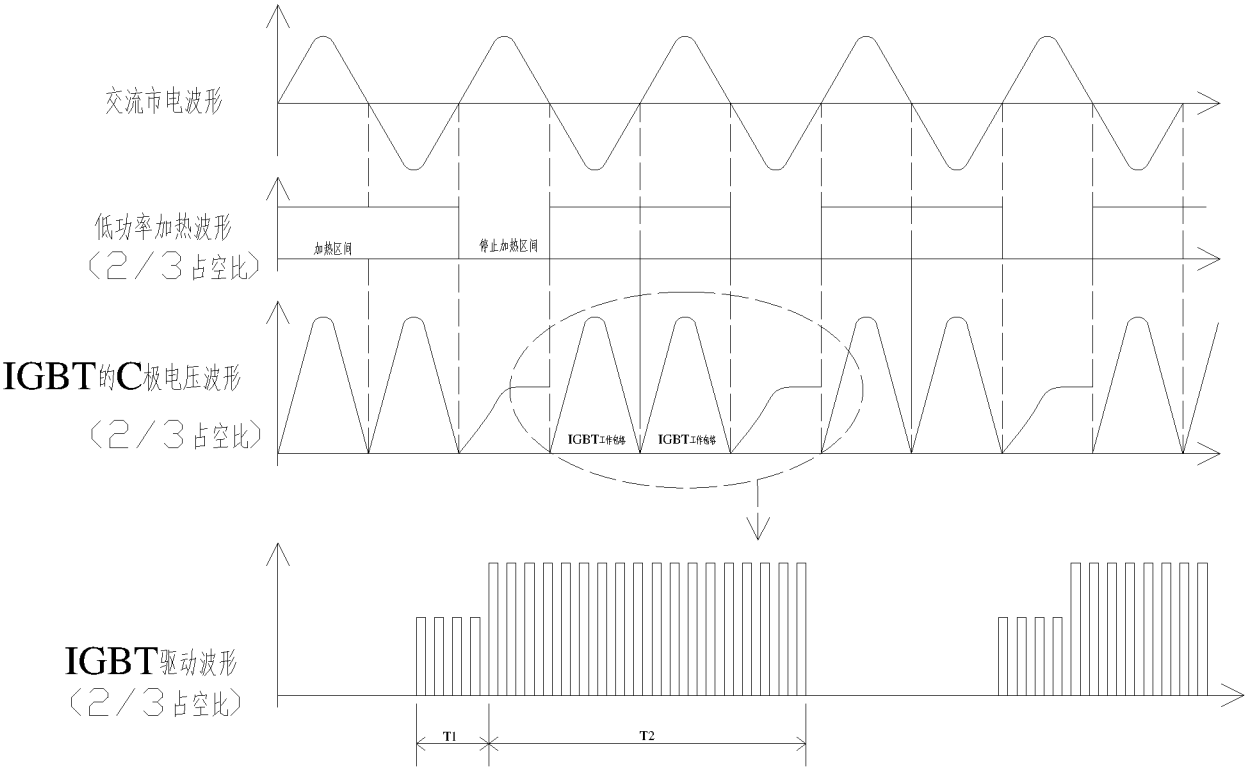 交流市电波形
低功率加热波形
(2/3占空比)
加热区间
停止加热区间
IGBT的C极电压波形
(2/3占空比)
IGBT工作包络
IGBT工作包络
IGBT驱动波形
(2/3占空比)
T1
T2